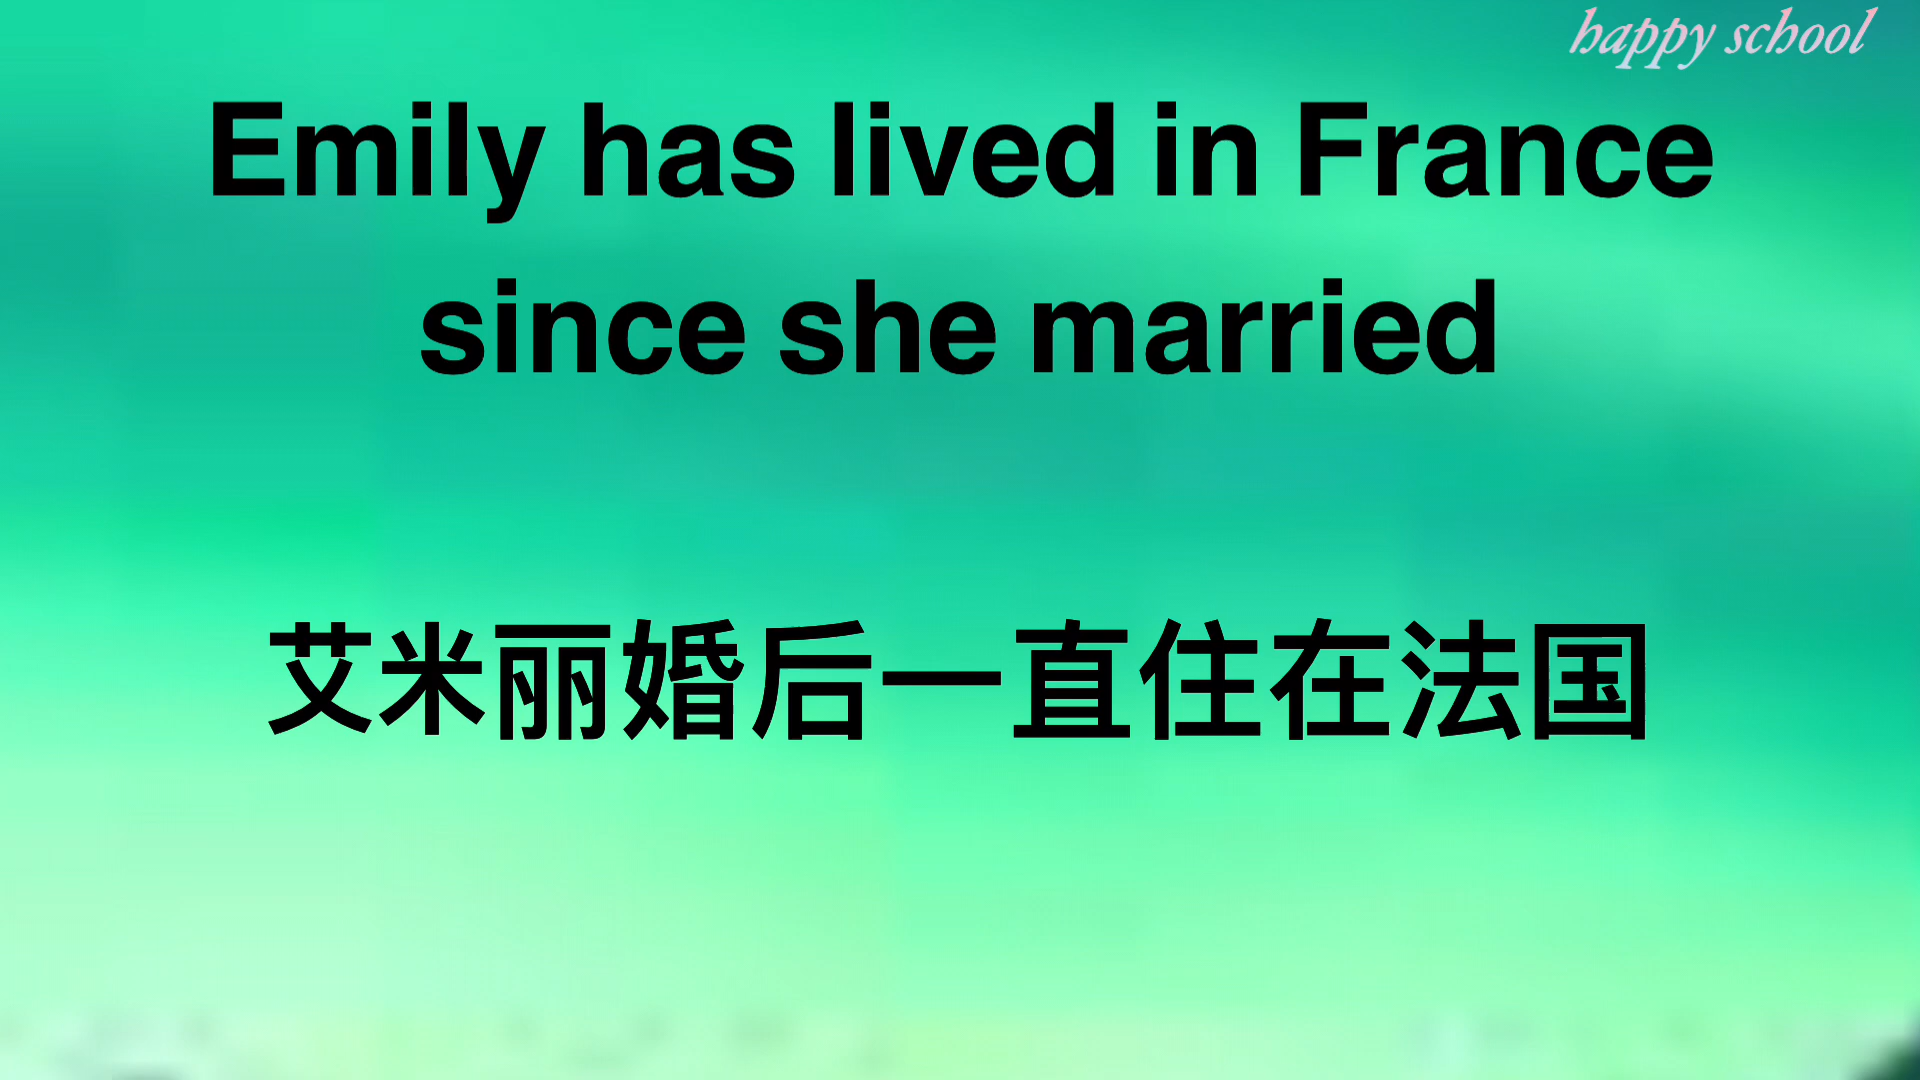 happy school
Emily has lived in France
since she married
艾米丽婚后一直住在法国